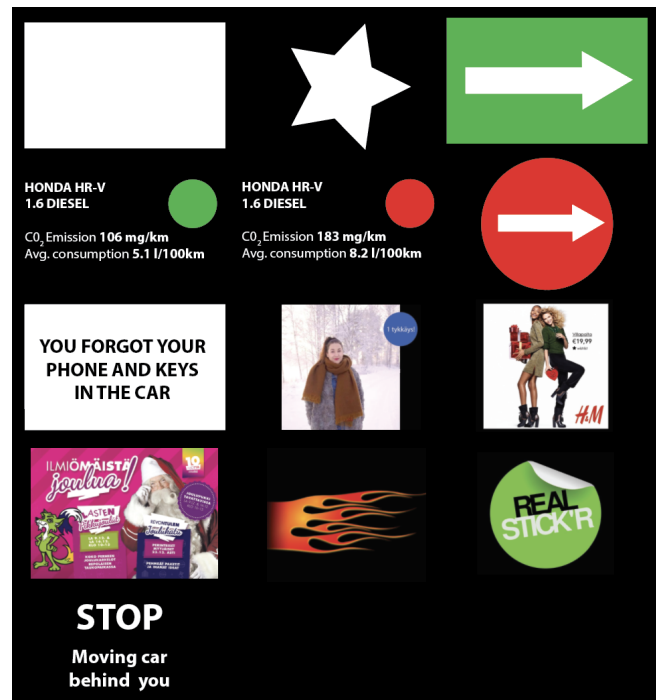 HONDA HR-V
1.6 DIESEL
C0₂ Emission 106 mg/km
Avg. consumption 5.1 l/100km
HONDA HR-V
1.6 DIESEL
C0₂ Emission 183 mg/km
Avg. consumption 8.2 l/100km
YOU FORGOT YOUR
PHONE AND KEYS
IN THE CAR
1 tykkäys!
€19,99
H&M
ILMIÖMÄISTÄ
joulua!
10
LASTEN
REAL
STICK'R
STOP
Moving car
behind you